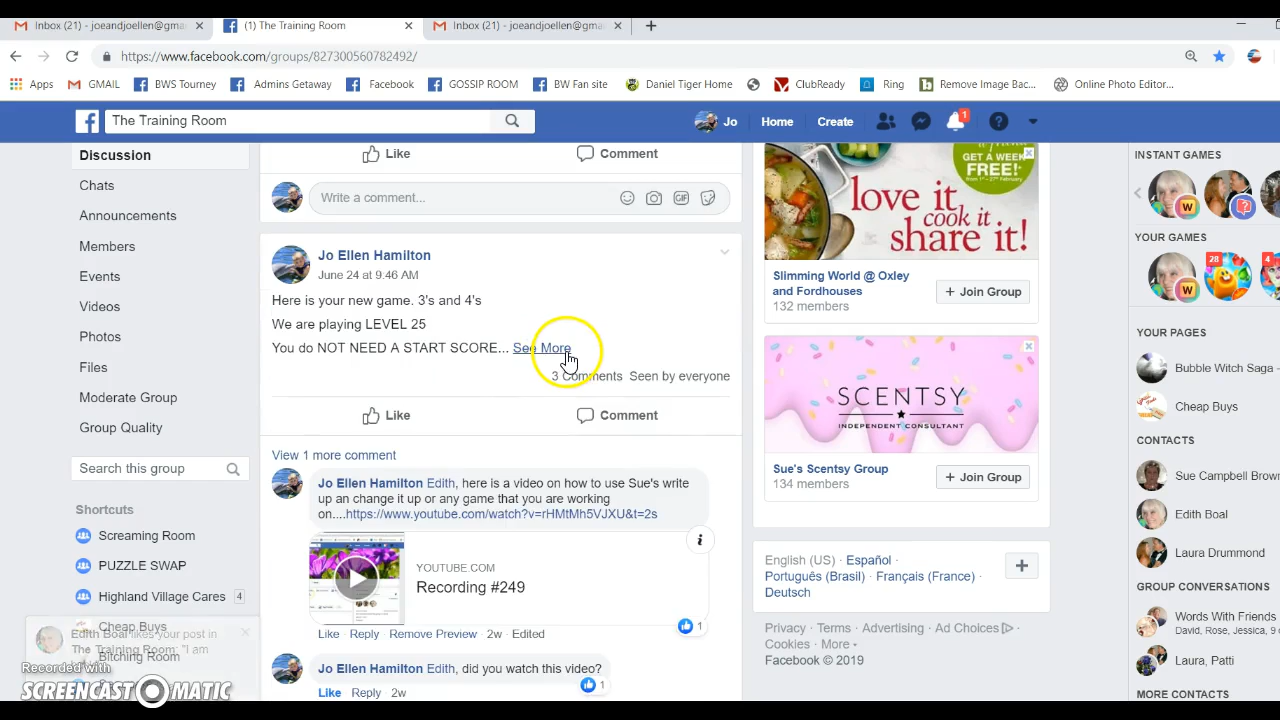 Inbox (21) - joeandjoellen@gma
(1) The Training Room
Inbox (21) - joeandjoellen@gma
https://www.facebook.com/groups/827300560782492/
Apps
GMAIL
BWS Tourney
Admins Getaway
Facebook
GOSSIP ROOM
BW Fan site
Daniel Tiger Home
ClubReady
Ring
Remove Image Bac...
Online Photo Editor...
The Training Room
Jo
Home
Create
1
Discussion
Chats
Announcements
Members
Events
Videos
Photos
Files
Moderate Group
Group Quality
Search this group
Shortcuts
Screaming Room
PUZZLE SWAP
Highland Village Cares 4
Cheap Buys
Bitching Room
Edith Boal likes your post in
The Training Room: "I am
Recorded with
SCREENCAST-O-MATIC
Like
Comment
Write a comment...
GIF
Jo Ellen Hamilton
June 24 at 9:46 AM
Here is your new game. 3's and 4's
We are playing LEVEL 25
You do NOT NEED A START SCORE... See More
3 Comments Seen by everyone
Like
Comment
View 1 more comment
Jo Ellen Hamilton Edith, here is a video on how to use Sue's write
up an change it up or any game that you are working
on....https://www.youtube.com/watch?v=rHMtMh5VJXU&t=2s
YOUTUBE.COM
Recording #249
1
Like · Reply · Remove Preview · 2w · Edited
Jo Ellen Hamilton Edith, did you watch this video?
1
Like · Reply · 2w
GET A WEEK
FREE!*
love it
cook it
share it!
Slimming World @ Oxley
and Fordhouses
132 members
+ Join Group
SCENTSY
INDEPENDENT CONSULTANT
Sue's Scentsy Group
134 members
+ Join Group
English (US) · Español ·
Português (Brasil) · Français (France) ·
Deutsch
Privacy · Terms · Advertising · Ad Choices ·
Cookies · More
Facebook © 2019
INSTANT GAMES
W
YOUR GAMES
W
28
4
YOUR PAGES
Bubble Witch Saga -
Cheap Buys
CONTACTS
Sue Campbell Brown
Edith Boal
Laura Drummond
GROUP CONVERSATIONS
Words With Friends
David, Rose, Jessica, 9 o
Laura, Patti
MORE CONTACTS